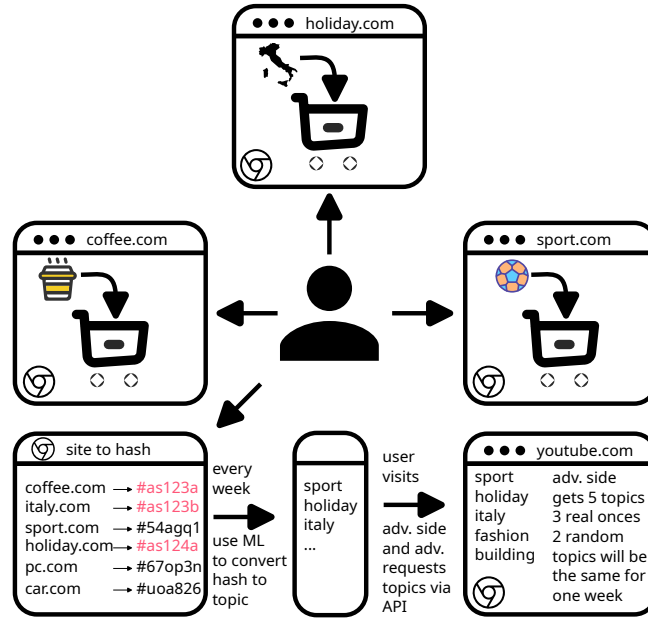 holiday.com
coffee.com
sport.com
site to hash
coffee.com → #as123a
italy.com → #as123b
sport.com → #54agq1
holiday.com → #as124a
pc.com → #67op3n
car.com → #uoa826
every
week
use ML
to convert
hash to
topic
sport
holiday
italy
...
user
visits
adv. side
and adv.
requests
topics via
API
youtube.com
sport
holiday
italy
fashion
building
adv. side
gets 5 topics
3 real onces
2 random
topics will be
the same for
one week